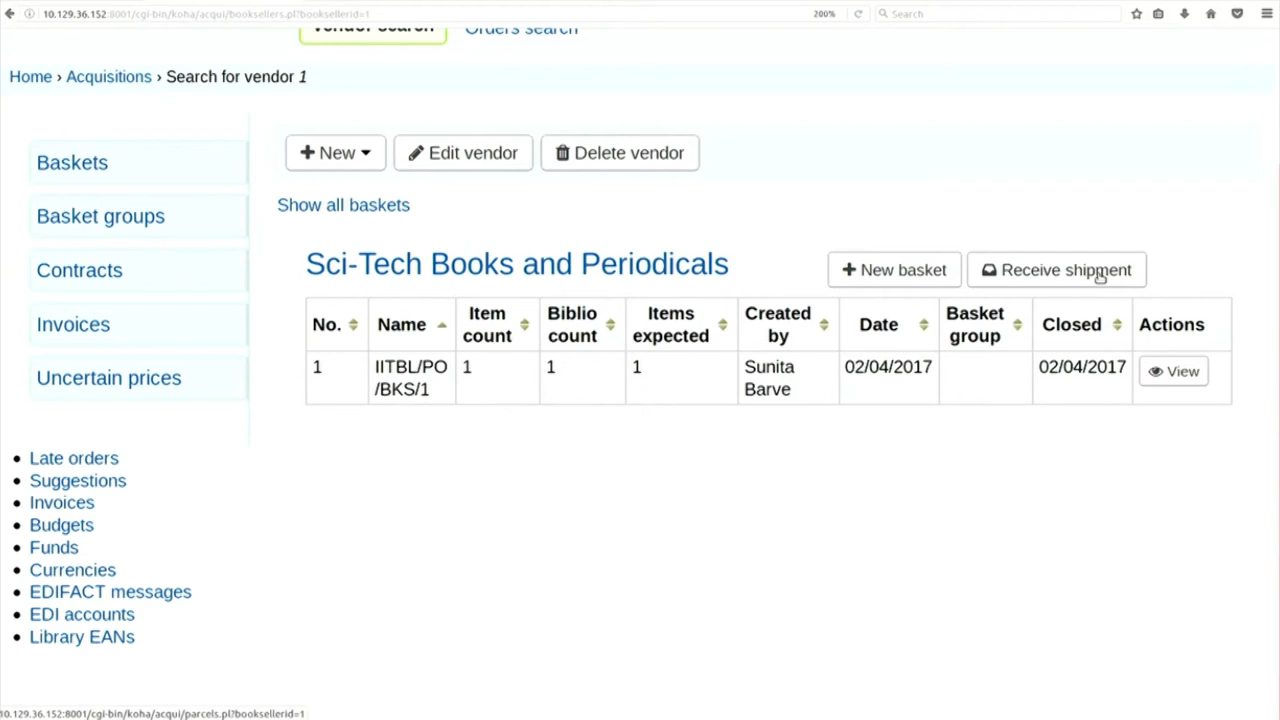 10.129.36.152:8001/cgi-bin/koha/acqui/booksellers.pl?booksellerid=1
200%
Search
Vendor search
Orders search
Home › Acquisitions › Search for vendor 1
New
Edit vendor
Delete vendor
Baskets
Basket groups
Contracts
Invoices
Uncertain prices
Show all baskets
Sci-Tech Books and Periodicals
New basket
Receive shipment
No. Name Item count Biblio count Items expected Created by Date Basket group Closed Actions
1 IITBL/PO/BKS/1 1 1 1 Sunita Barve 02/04/2017 02/04/2017 View
Late orders
Suggestions
Invoices
Budgets
Funds
Currencies
EDIFACT messages
EDI accounts
Library EANs
10.129.36.152:8001/cgi-bin/koha/acqui/parcels.pl?booksellerid=1